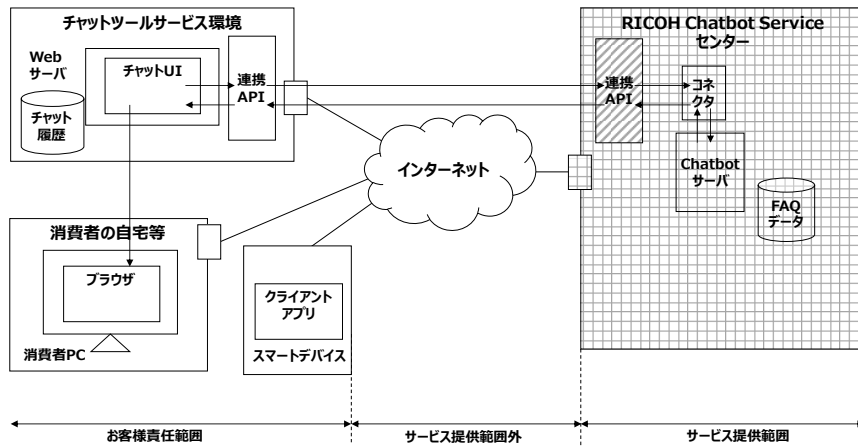 チャットツールサービス環境
Web
サーバ
チャットUI
チャット
履歴
連携
API
RICOH Chatbot Service
センター
連携
API
コネ
クタ
Chatbot
サーバ
FAQ
データ
インターネット
消費者の自宅等
ブラウザ
消費者PC
クライアント
アプリ
スマートデバイス
お客様責任範囲
サービス提供範囲外
サービス提供範囲